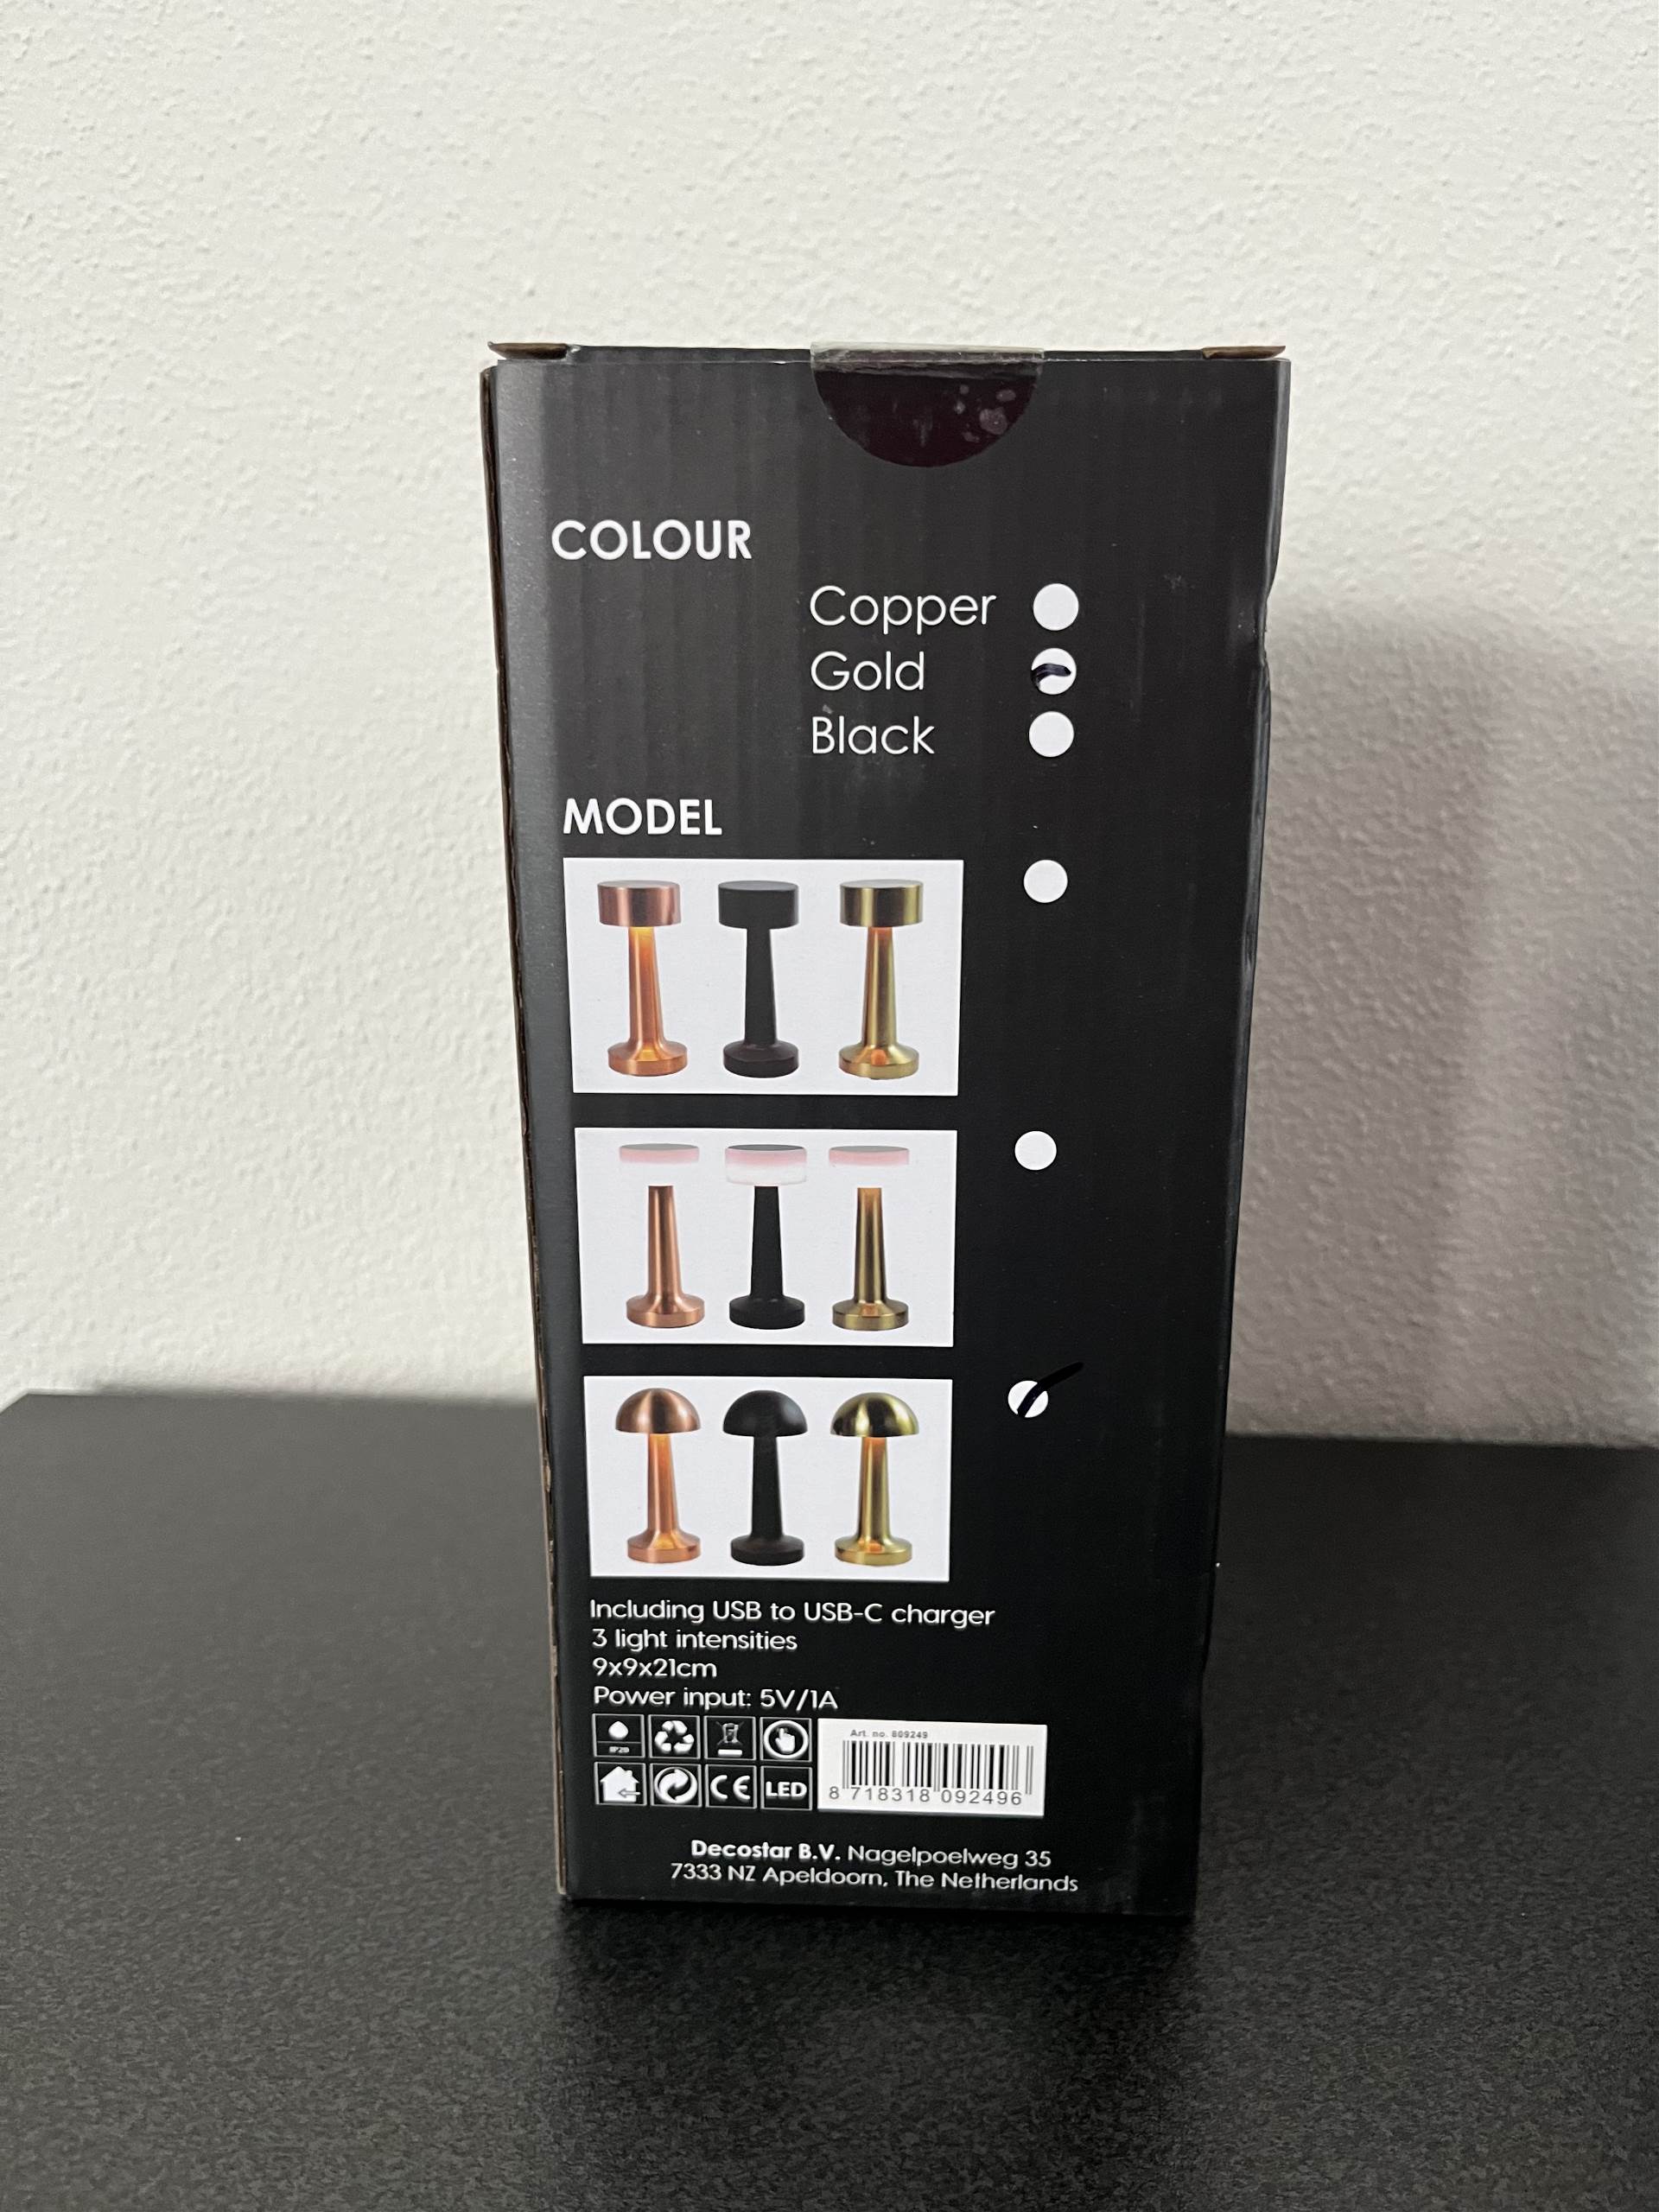 COLOUR
Copper
Gold
Black
MODEL
Including USB to USB-C charger
3 light intensities
9x9x21cm
Power input: 5V/1A
IP20
CE
LED
Art. no. 809249
8 718318 092496
Decostar B.V. Nagelpoelweg 35
7333 NZ Apeldoorn, The Netherlands